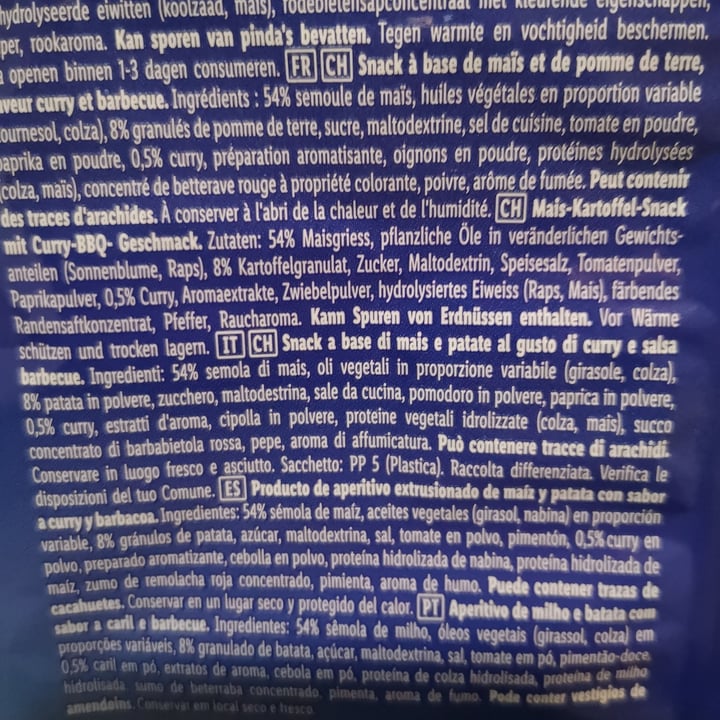 hydrolyseerde eiwitten (koolzaad, maïs), rodebietensapconcentraat met kleurende eigenschappen,
per, rookaroma. Kan sporen van pinda's bevatten. Tegen warmte en vochtigheid beschermen.
openen binnen 1-3 dagen consumeren. FR CH Snack à base de maïs et de pomme de terre,
aveur curry et barbecue. Ingrédients : 54% semoule de maïs, huiles végétales en proportion variable
tournesol, colza), 8% granulés de pomme de terre, sucre, maltodextrine, sel de cuisine, tomate en poudre,
paprika en poudre, 0,5% curry, préparation aromatisante, oignons en poudre, protéines hydrolysées
(colza, maïs), concentré de betterave rouge à propriété colorante, poivre, arôme de fumée. Peut contenir
des traces d'arachides. À conserver à l'abri de la chaleur et de l'humidité. CH Mais-Kartoffel-Snack
mit Curry-BBQ- Geschmack. Zutaten: 54% Maisgriess, pflanzliche Öle in veränderlichen Gewichts-
anteilen (Sonnenblume, Raps), 8% Kartoffelgranulat, Zucker, Maltodextrin, Speisesalz, Tomatenpulver,
Paprikapulver, 0,5% Curry, Aromaextrakte, Zwiebelpulver, hydrolysiertes Eiweiss (Raps, Mais), färbendes
Randensaftkonzentrat, Pfeffer, Raucharoma. Kann Spuren von Erdnüssen enthalten. Vor Wärme
schützen und trocken lagern. IT CH Snack a base di mais e patate al gusto di curry e salsa
barbecue. Ingredienti: 54% semola di mais, oli vegetali in proporzione variabile (girasole, colza),
8% patata in polvere, zucchero, maltodestrina, sale da cucina, pomodoro in polvere, paprica in polvere,
0,5% curry, estratti d'aroma, cipolla in polvere, proteine vegetali idrolizzate (colza, mais), succo
concentrato di barbabietola rossa, pepe, aroma di affumicatura. Può contenere tracce di arachidi.
Conservare in luogo fresco e asciutto. Sacchetto: PP 5 (Plastica). Raccolta differenziata. Verifica le
disposizioni del tuo Comune. ES Producto de aperitivo extrusionado de maíz y patata con sabor
a curry y barbacoa. Ingredientes: 54% sémola de maíz, aceites vegetales (girasol, nabina) en proporción
variable, 8% gránulos de patata, azúcar, maltodextrina, sal, tomate en polvo, pimentón, 0,5% curry en
polvo, preparado aromatizante, cebolla en polvo, proteína hidrolizada de nabina, proteína hidrolizada de
maíz, zumo de remolacha roja concentrado, pimienta, aroma de humo. Puede contener trazas de
cacahuetes. Conservar en un lugar seco y protegido del calor. PT Aperitivo de milho e batata com
sabor a caril e barbecue. Ingredientes: 54% sêmola de milho, óleos vegetais (girassol, colza) em
proporções variáveis, 8% granulado de batata, açúcar, maltodextrina, sal, tomate em pó, pimentão-doce,
0,5% caril em pó, extratos de aroma, cebola em pó, proteína de colza hidrolisada, proteína de milho
hidrolisada, sumo de beterraba concentrado, pimenta, aroma de fumo. Pode conter vestígios de
amendoins. Conservar em local seco e fresco.